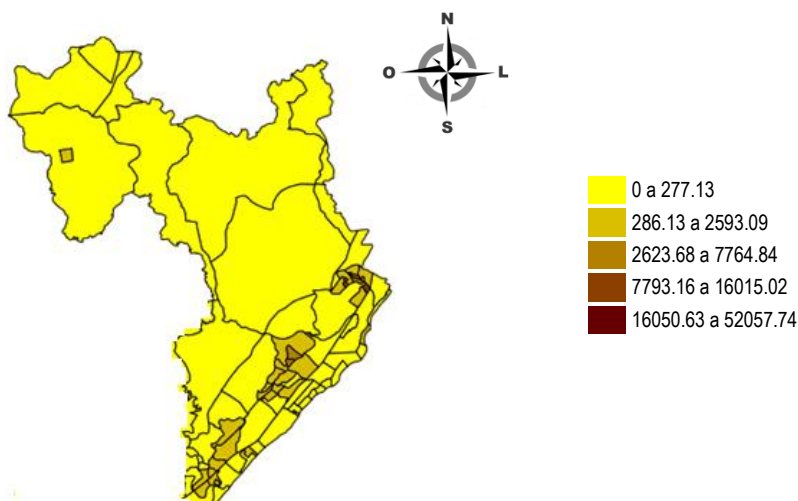 N
O L
S
0 a 277.13
286.13 a 2593.09
2623.68 a 7764.84
7793.16 a 16015.02
16050.63 a 52057.74